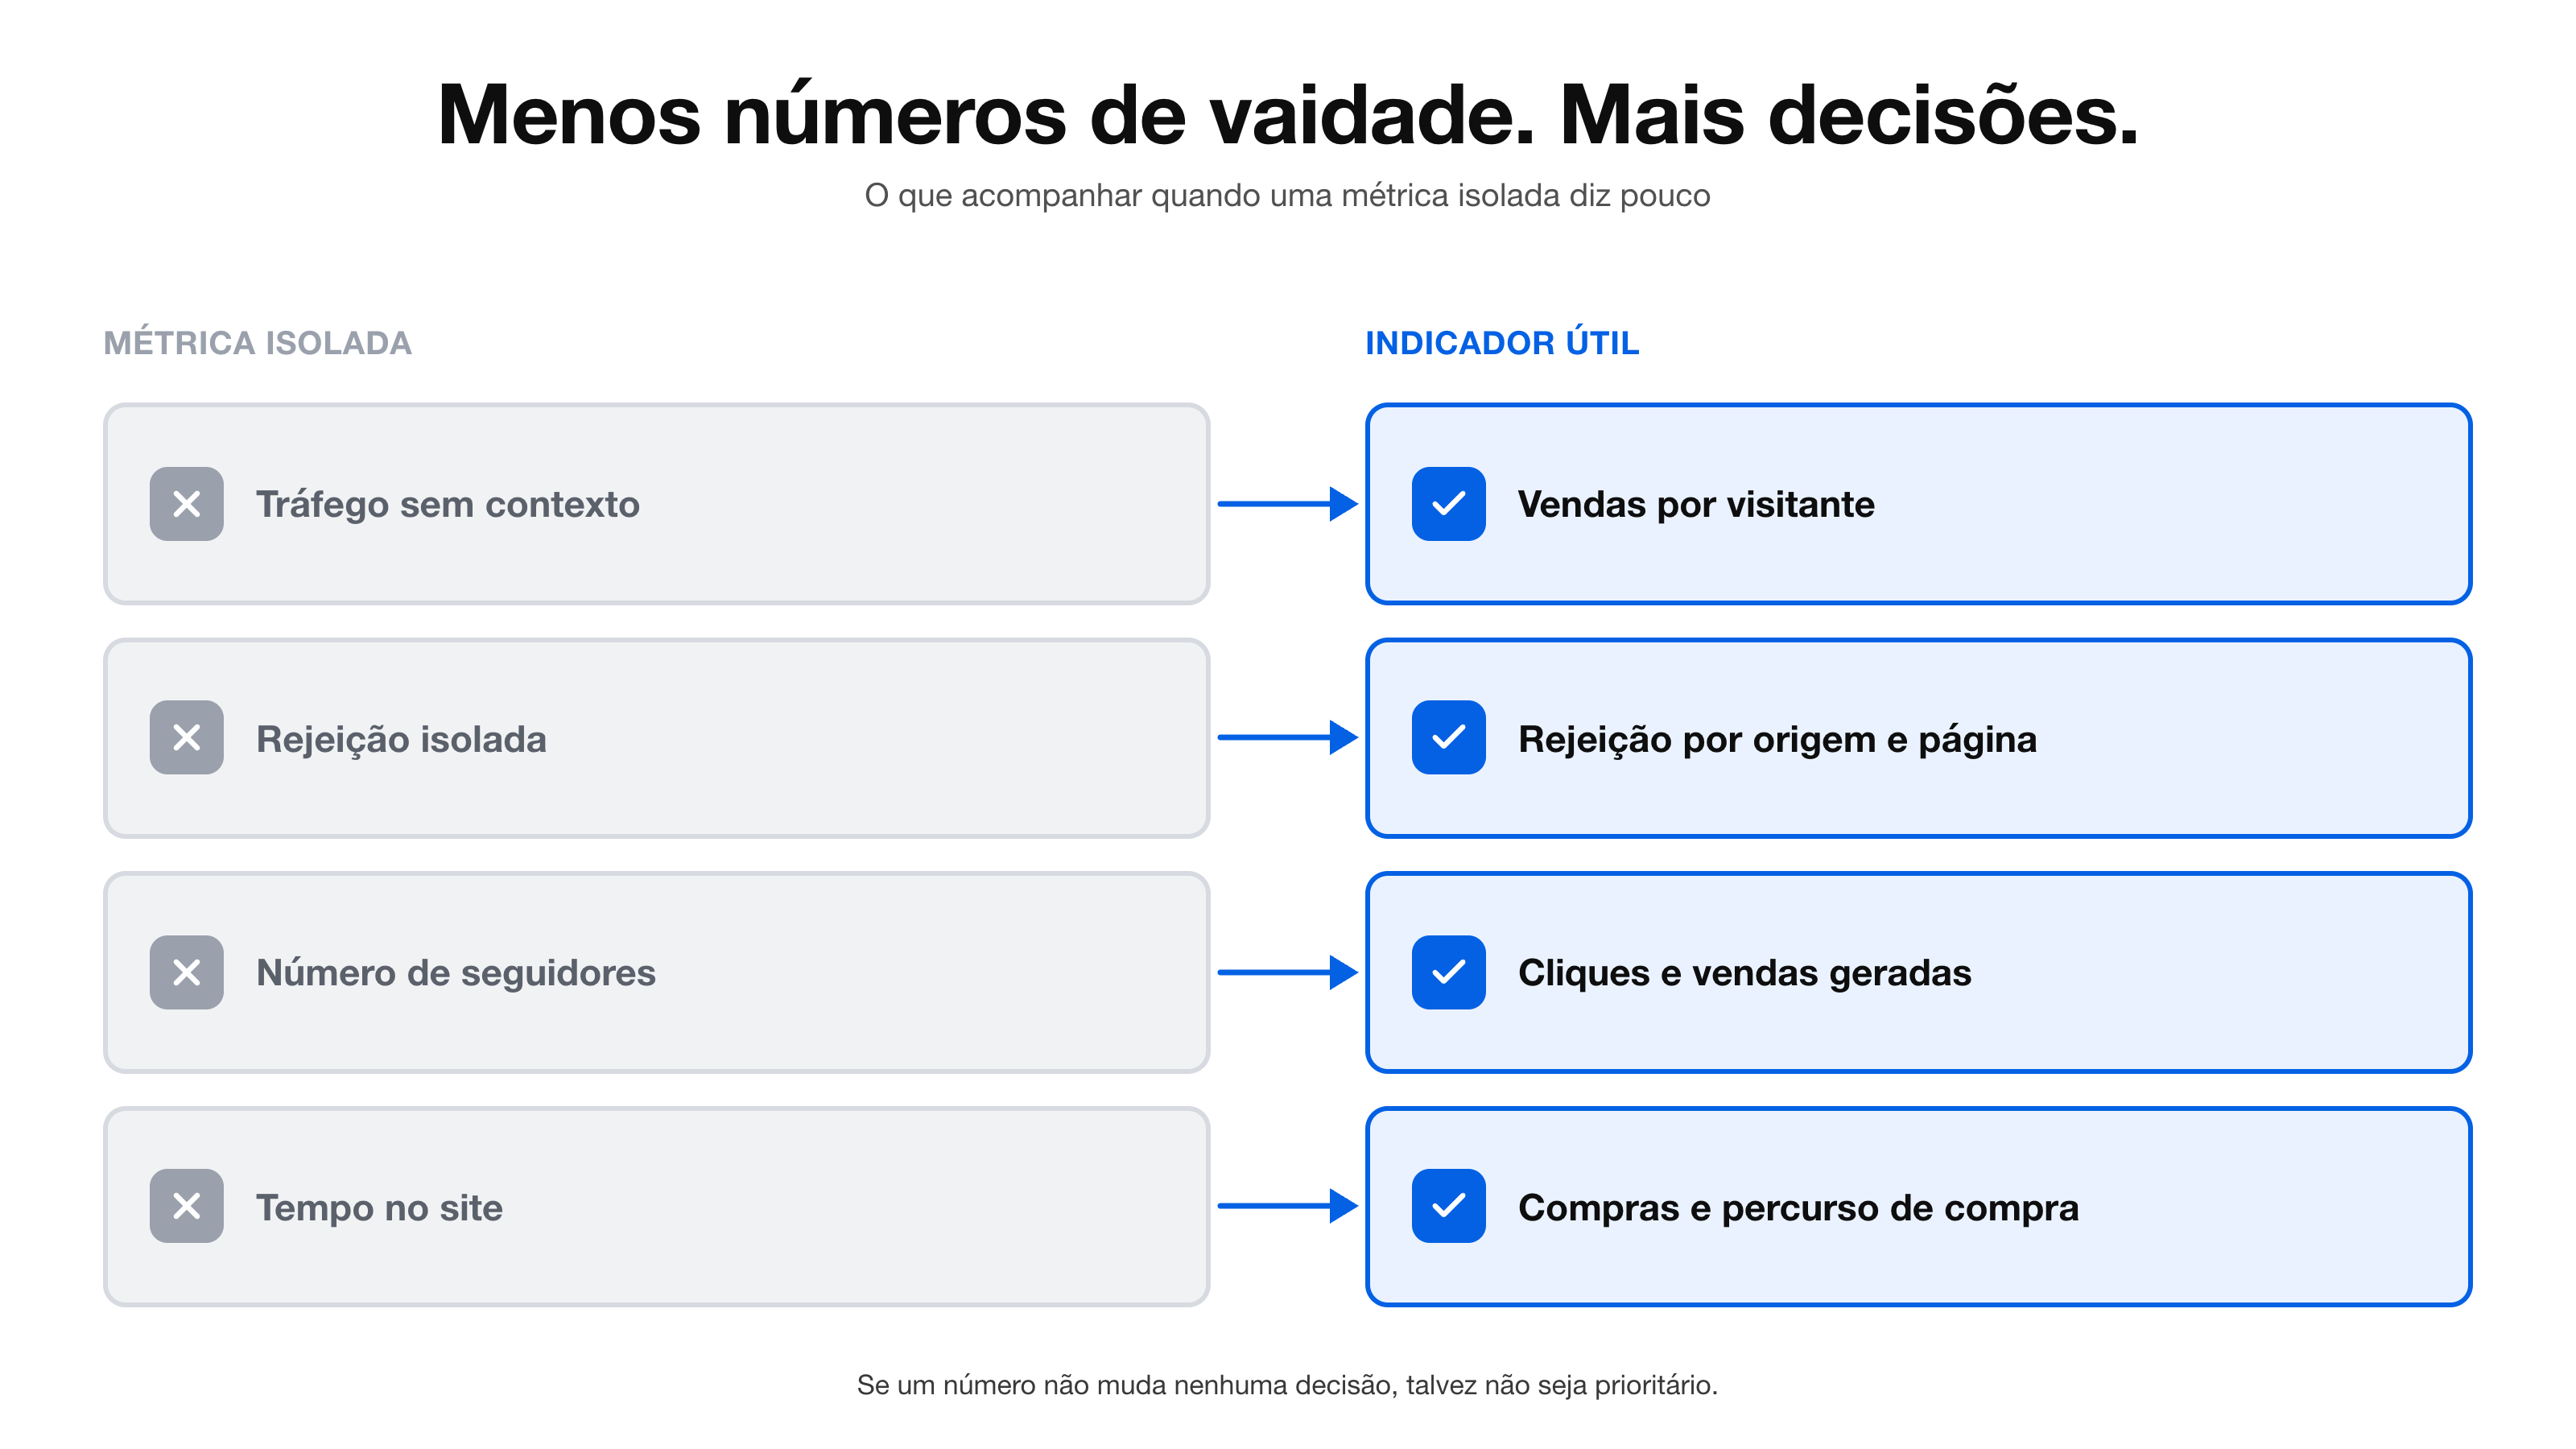 Menos números de vaidade. Mais decisões.
O que acompanhar quando uma métrica isolada diz pouco
MÉTRICA ISOLADA
INDICADOR ÚTIL
Tráfego sem contexto
Vendas por visitante
Rejeição isolada
Rejeição por origem e página
Número de seguidores
Cliques e vendas geradas
Tempo no site
Compras e percurso de compra
Se um número não muda nenhuma decisão, talvez não seja prioritário.